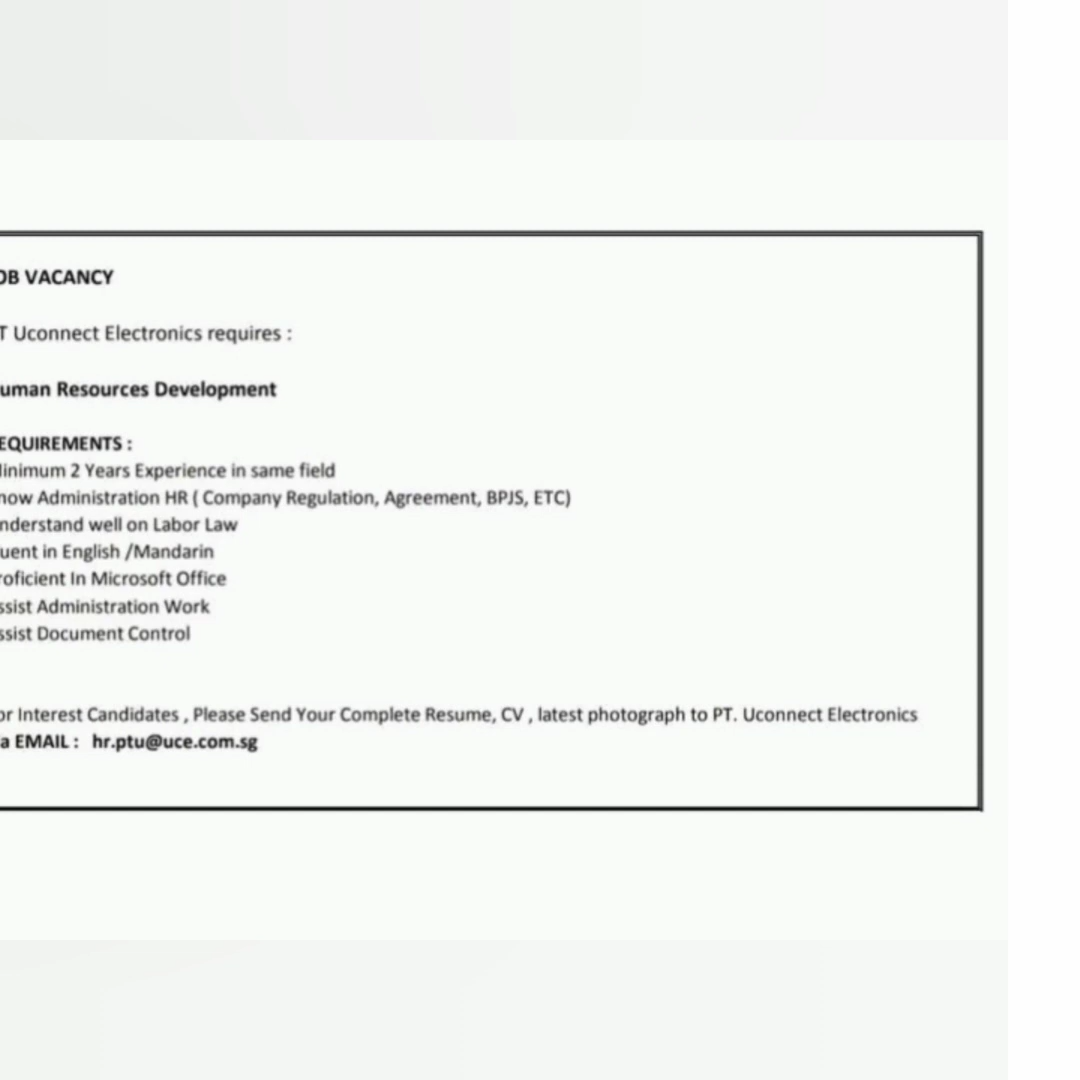 OB VACANCY
T Uconnect Electronics requires :
uman Resources Development
EQUIREMENTS :
inimum 2 Years Experience in same field
now Administration HR ( Company Regulation, Agreement, BPJS, ETC)
nderstand well on Labor Law
uent in English /Mandarin
roficient In Microsoft Office
ssist Administration Work
ssist Document Control
or Interest Candidates , Please Send Your Complete Resume, CV , latest photograph to PT. Uconnect Electronics
a EMAIL : hr.ptu@uce.com.sg